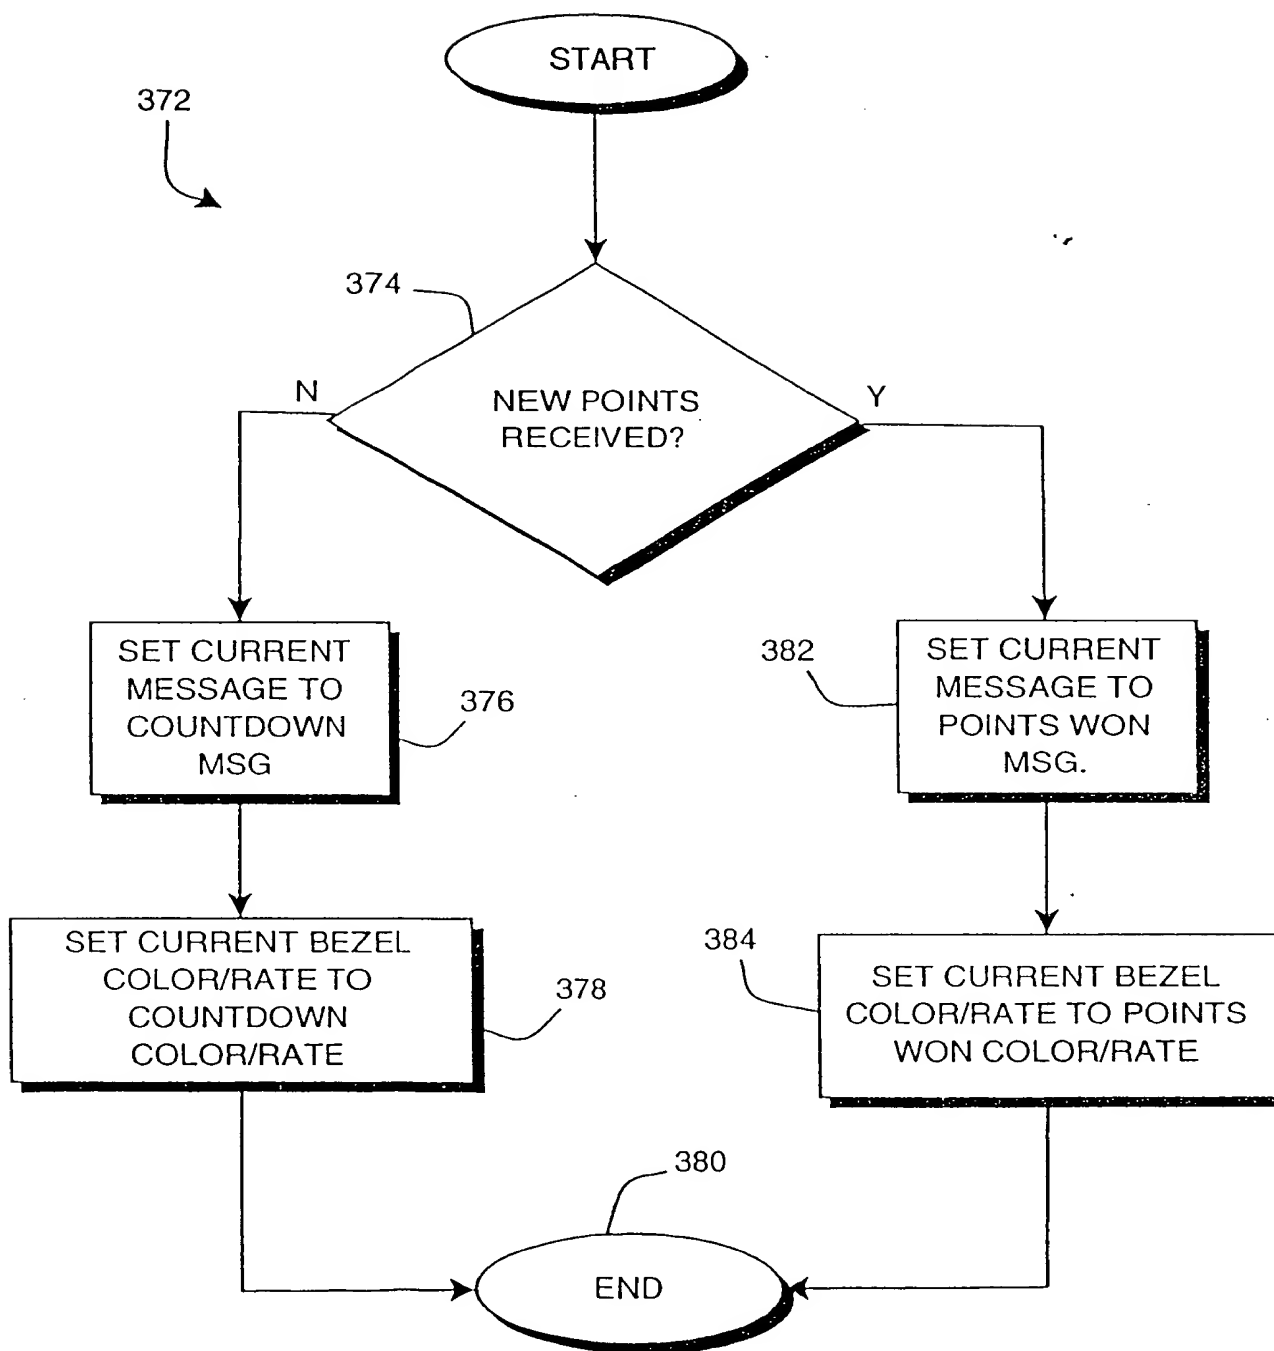 START
372
374
N
Y
NEW POINTS
RECEIVED?
SET CURRENT
MESSAGE TO
COUNTDOWN
MSG
376
382
SET CURRENT
MESSAGE TO
POINTS WON
MSG.
SET CURRENT BEZEL
COLOR/RATE TO
COUNTDOWN
COLOR/RATE
378
384
SET CURRENT BEZEL
COLOR/RATE TO POINTS
WON COLOR/RATE
380
END